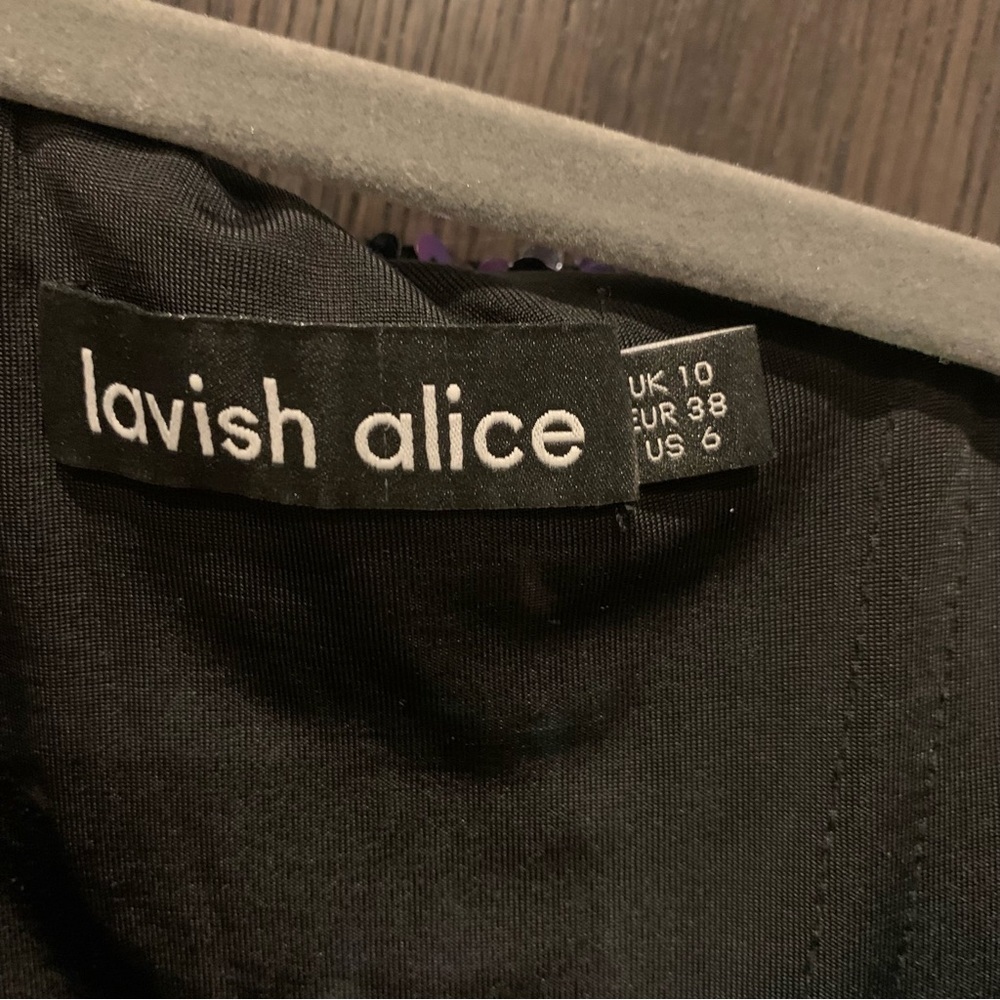 lavish alice
UK 10
EUR 38
US 6